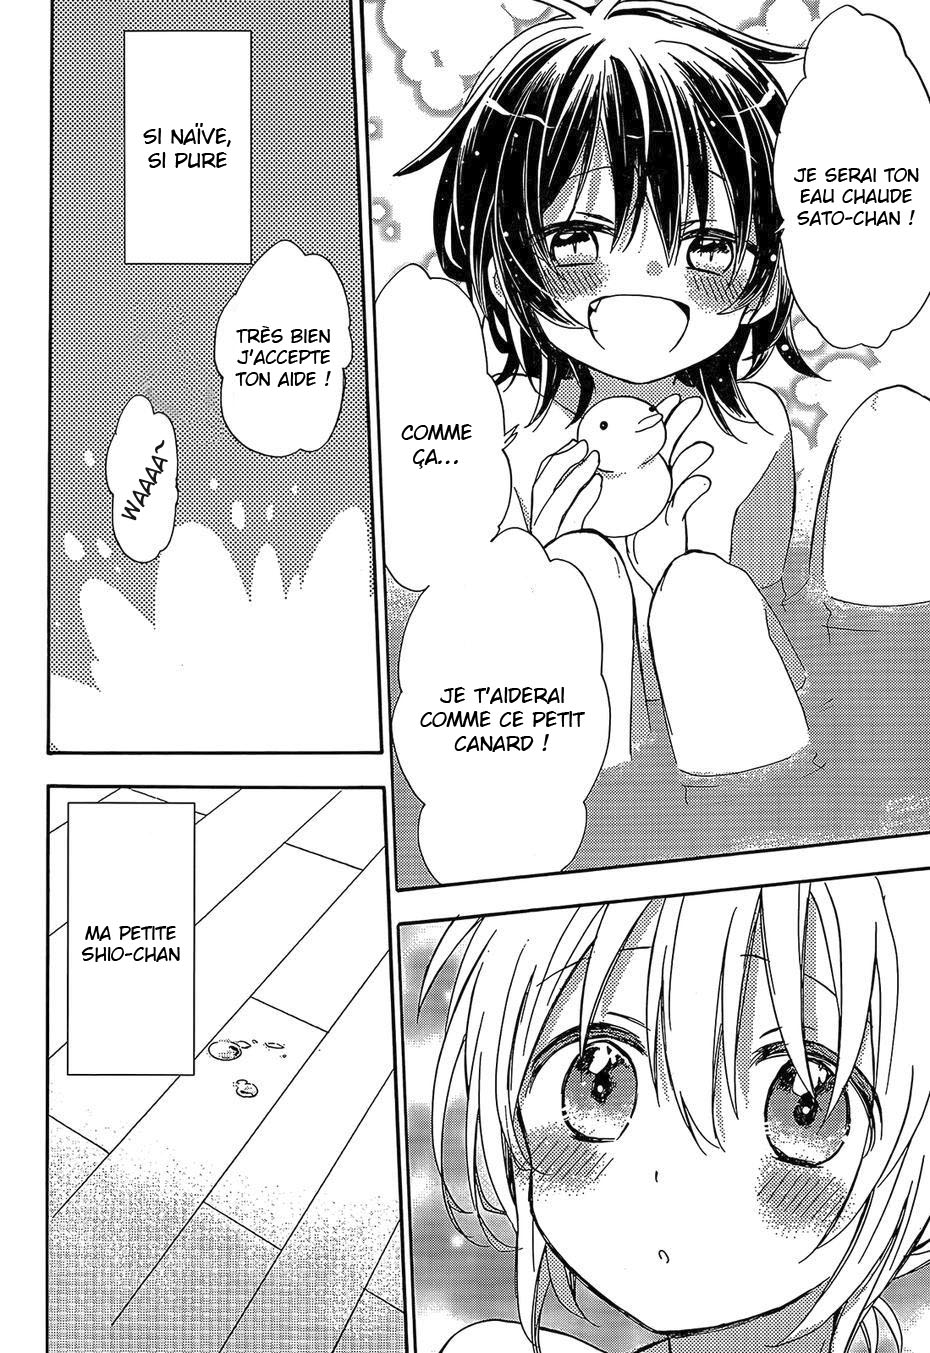 JE SERAI TON
EAU CHAUDE
SATO-CHAN !
COMME
ÇA...
JE T'AIDERAI
COMME CE PETIT
CANARD !
SI NAÏVE,
SI PURE
TRÈS BIEN
J'ACCEPTE
TON AIDE !
WAAAA~
MA PETITE
SHIO-CHAN